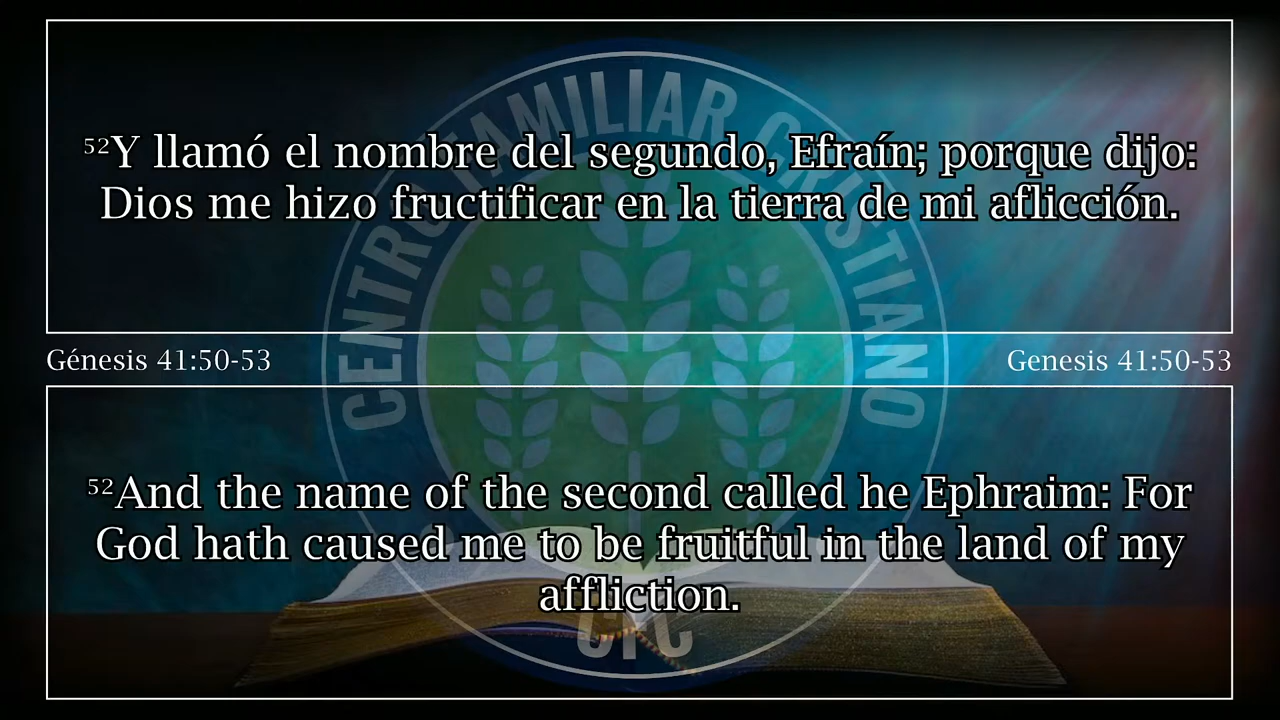 ⁵²Y llamó el nombre del segundo, Efraín; porque dijo:
Dios me hizo fructificar en la tierra de mi aflicción.
Génesis 41:50-53
Genesis 41:50-53
⁵²And the name of the second called he Ephraim: For
God hath caused me to be fruitful in the land of my
affliction.
CENTRO FAMILIAR CRISTIANO
CFC